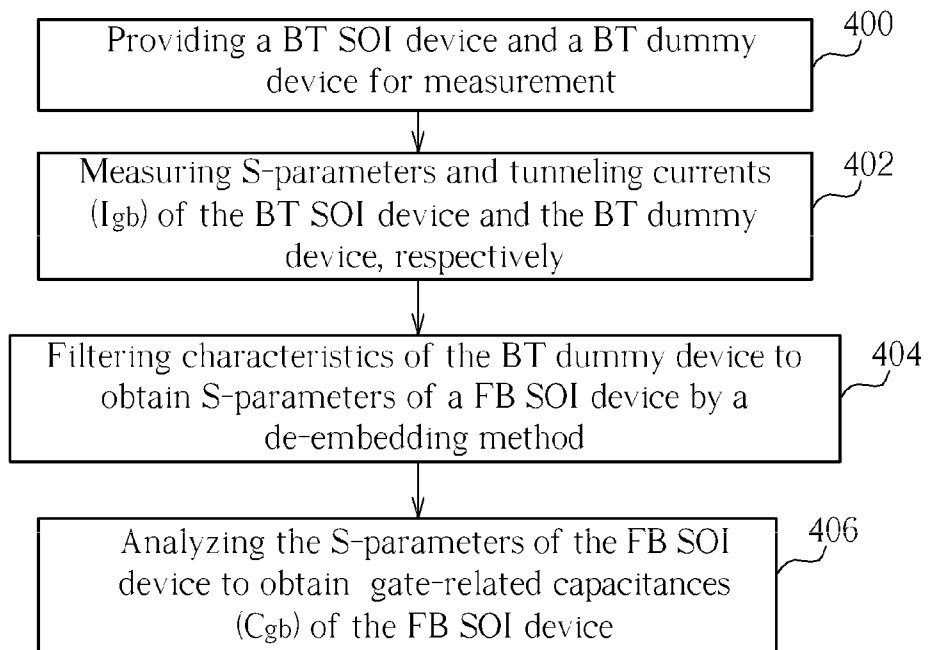 Providing a BT SOI device and a BT dummy
device for measurement
400
Measuring S-parameters and tunneling currents
(Igb) of the BT SOI device and the BT dummy
device, respectively
402
Filtering characteristics of the BT dummy device to
obtain S-parameters of a FB SOI device by a
de-embedding method
404
Analyzing the S-parameters of the FB SOI
device to obtain gate-related capacitances
(Cgb) of the FB SOI device
406